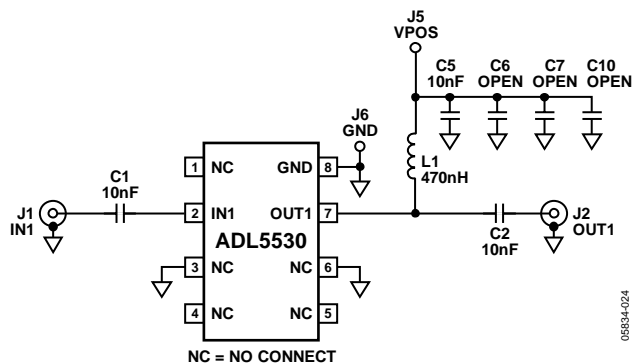 J5
VPOS
C5
10nF
C6
OPEN
C7
OPEN
C10
OPEN
J6
GND
L1
470nH
C1
10nF
J1
IN1
1 NC
GND 8
2 IN1
OUT1 7
ADL5530
3 NC
NC 6
4 NC
NC 5
C2
10nF
J2
OUT1
NC = NO CONNECT
05834-024